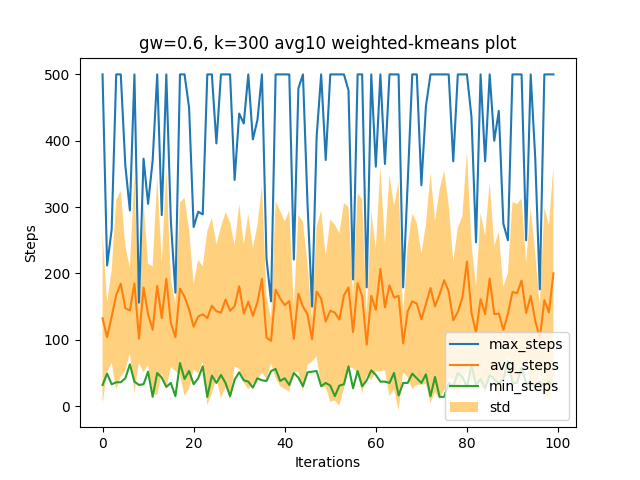 gw=0.6, k=300 avg10 weighted-kmeans plot
500
400
300
200
100
0
Steps
max_steps
avg_steps
min_steps
std
0 20 40 60 80 100
Iterations